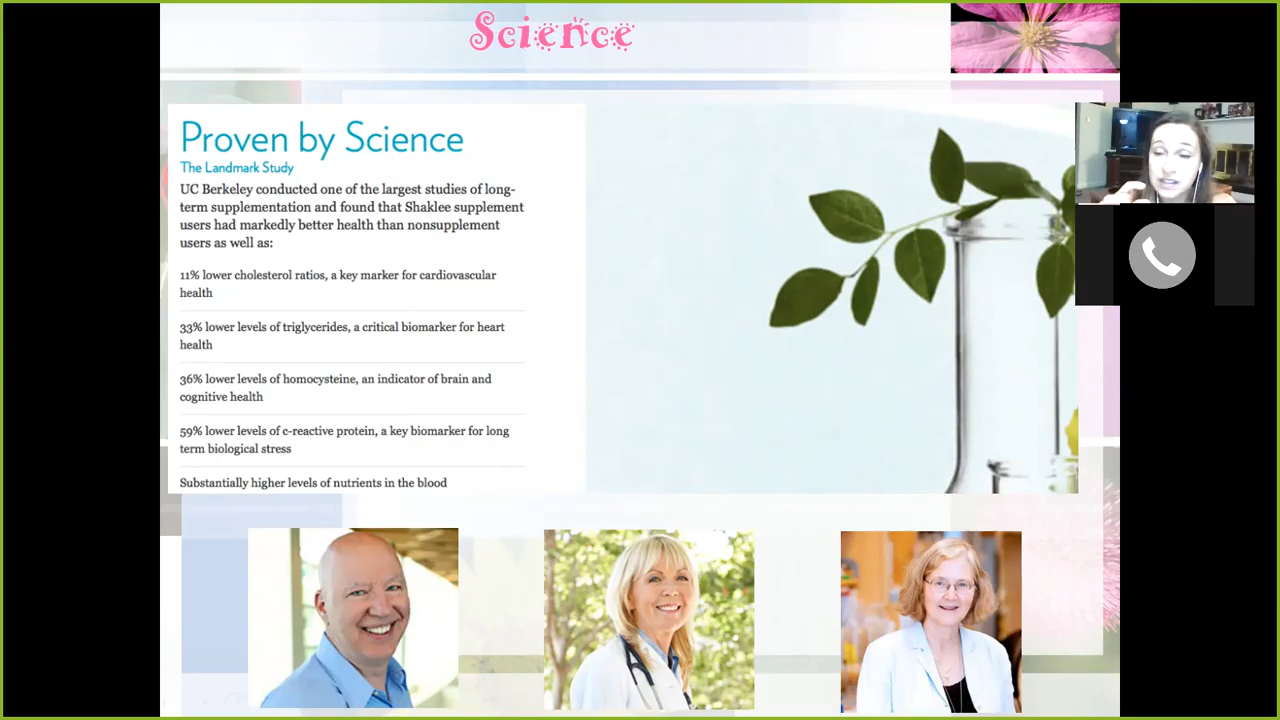 Science
Proven by Science
The Landmark Study
UC Berkeley conducted one of the largest studies of long-
term supplementation and found that Shaklee supplement
users had markedly better health than nonsupplement
users as well as:
11% lower cholesterol ratios, a key marker for cardiovascular
health
33% lower levels of triglycerides, a critical biomarker for heart
health
36% lower levels of homocysteine, an indicator of brain and
cognitive health
59% lower levels of c-reactive protein, a key biomarker for long
term biological stress
Substantially higher levels of nutrients in the blood